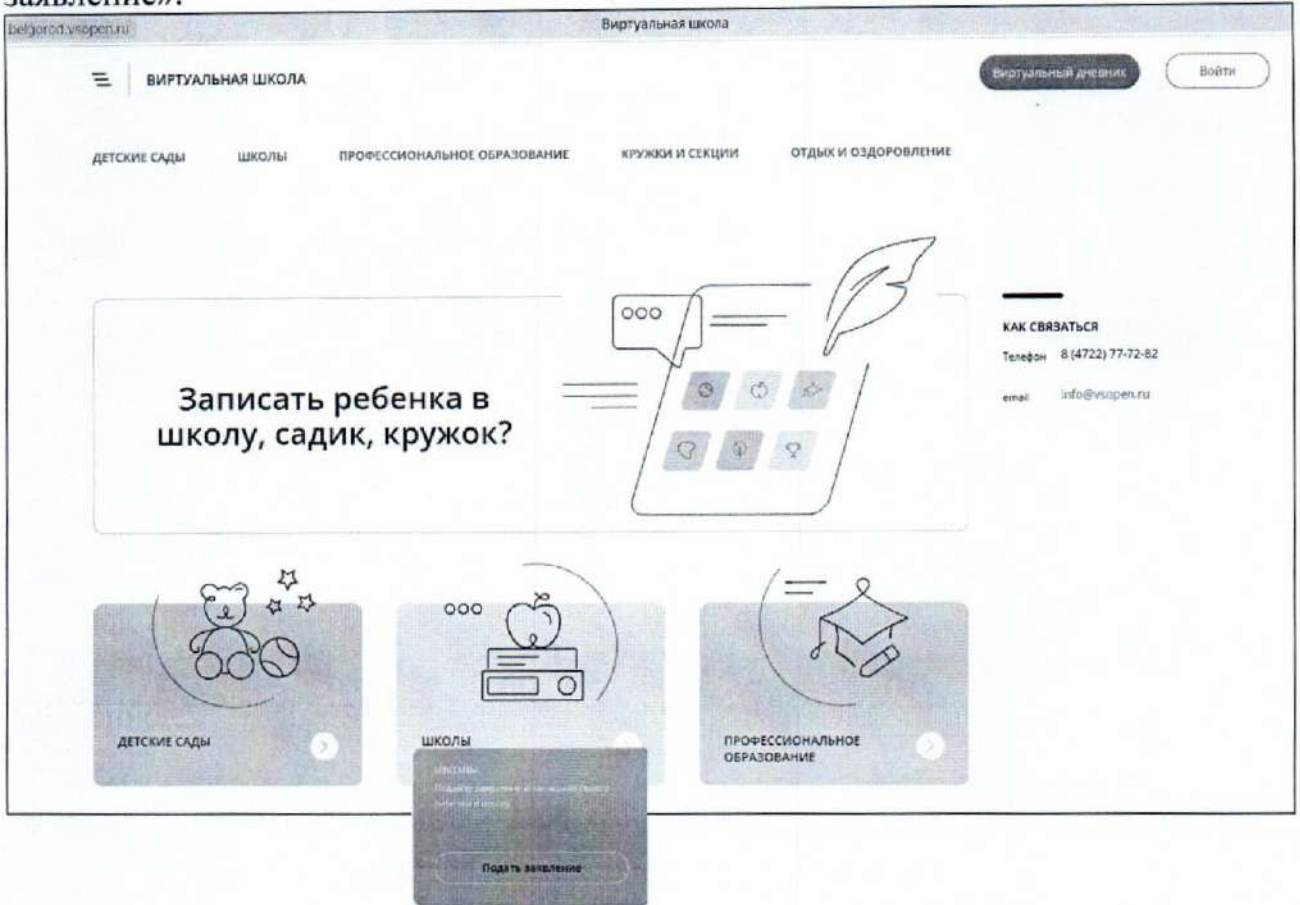 заявление».
belgorod.vsopen.ru
Виртуальная школа
ВИРТУАЛЬНАЯ ШКОЛА
Виртуальный дневник
Войти
ДЕТСКИЕ САДЫ ШКОЛЫ ПРОФЕССИОНАЛЬНОЕ ОБРАЗОВАНИЕ КРУЖКИ И СЕКЦИИ ОТДЫХ И ОЗДОРОВЛЕНИЕ
Записать ребенка в
школу, садик, кружок?
КАК СВЯЗАТЬСЯ
Телефон 8 (4722) 77-72-82
email info@vsopen.ru
ДЕТСКИЕ САДЫ
ШКОЛЫ
ПРОФЕССИОНАЛЬНОЕ
ОБРАЗОВАНИЕ
ШКОЛЫ
Подать заявление